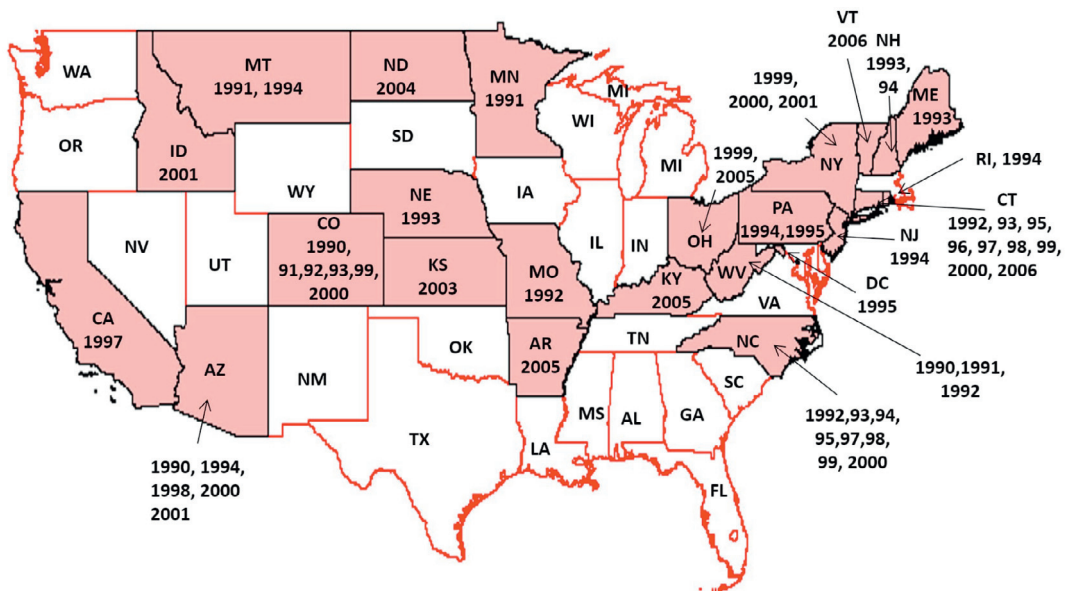 VT
2006
NH
1993,
94
ME
1993
WA
MT
1991, 1994
ND
2004
MN
1991
MI
1999,
2000, 2001
OR
ID
2001
SD
WI
MI
1999,
2005
NY
RI, 1994
WY
IA
NE
1993
PA
1994,1995
CT
1992, 93, 95,
96, 97, 98, 99,
2000, 2006
NV
UT
CO
1990,
91,92,93,99,
2000
KS
2003
IL
IN
OH
NJ
1994
MO
1992
KY
2005
WV
DC
1995
VA
CA
1997
AZ
NM
OK
AR
2005
TN
NC
1990,1991,
1992
SC
MS
AL
GA
1992,93,94,
95,97,98,
99, 2000
TX
LA
FL
1990, 1994,
1998, 2000
2001